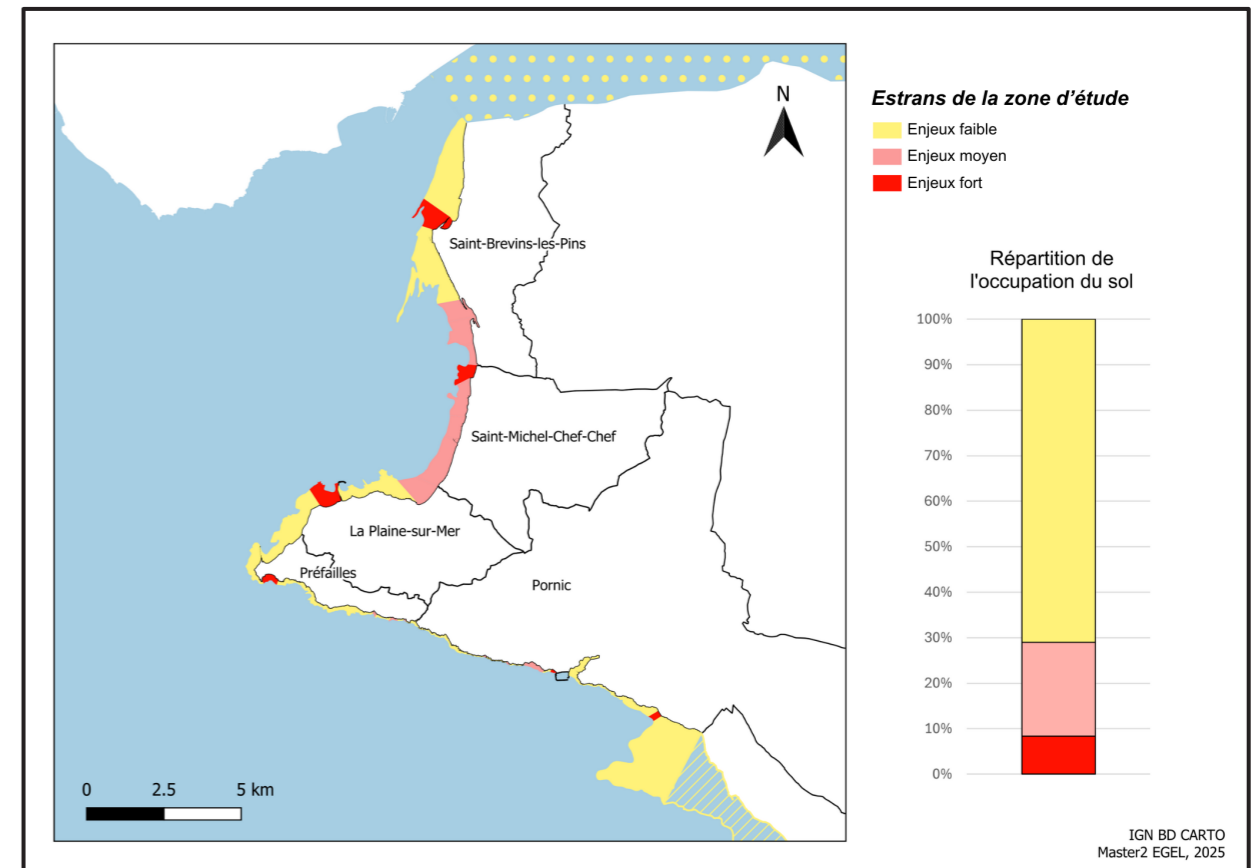 N
Saint-Brevins-les-Pins
Saint-Michel-Chef-Chef
La Plaine-sur-Mer
Préfailles
Pornic
0 2.5 5 km
Estrans de la zone d'étude
Enjeux faible
Enjeux moyen
Enjeux fort
Répartition de
l'occupation du sol
100%
90%
80%
70%
60%
50%
40%
30%
20%
10%
0%
IGN BD CARTO
Master2 EGEL, 2025